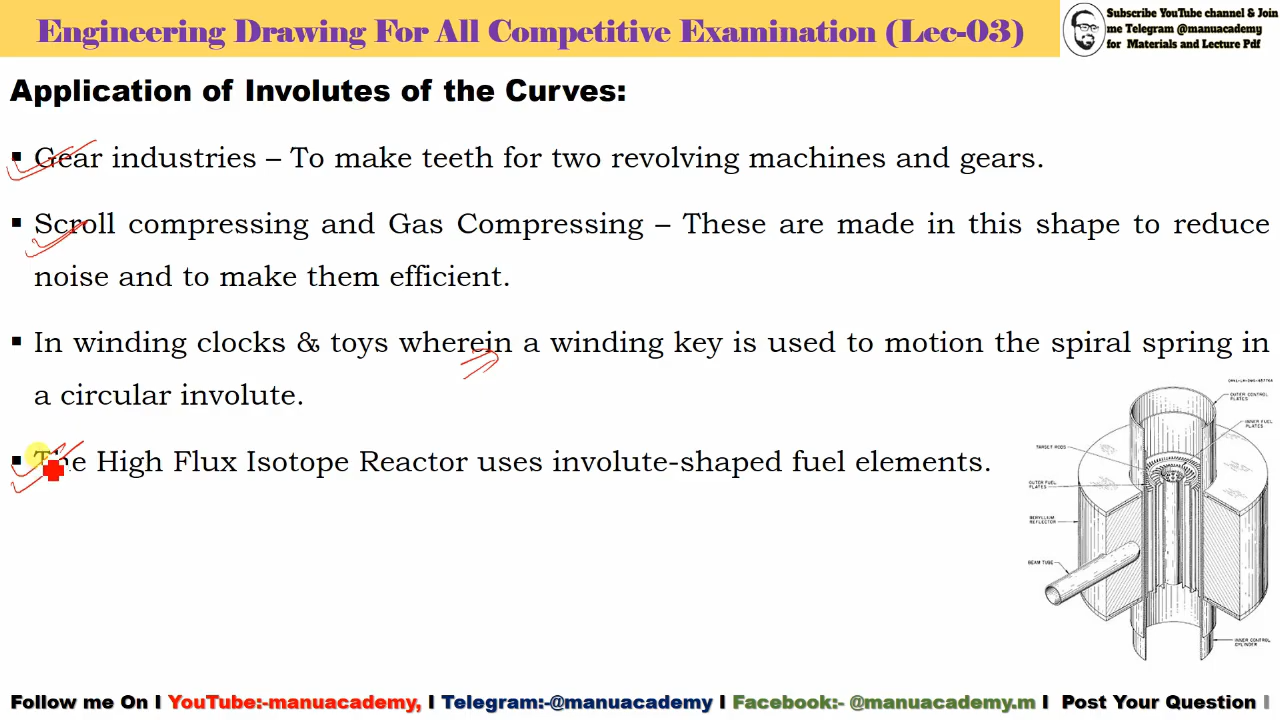 Engineering Drawing For All Competitive Examination (Lec-03)
Subscribe YouTube channel & Join
me Telegram @manuacademy
for Materials and Lecture Pdf
Application of Involutes of the Curves:
▪ Gear industries – To make teeth for two revolving machines and gears.
▪ Scroll compressing and Gas Compressing – These are made in this shape to reduce
noise and to make them efficient.
▪ In winding clocks & toys wherein a winding key is used to motion the spiral spring in
a circular involute.
▪ The High Flux Isotope Reactor uses involute-shaped fuel elements.
OUTER CONTROL
PLATES
INNER FUEL
PLATES
TARGET RODS
OUTER FUEL
PLATES
BERYLLIUM
REFLECTOR
BEAM TUBE
INNER CONTROL
CYLINDER
Follow me On I YouTube:-manuacademy, I Telegram:-@manuacademy I Facebook:- @manuacademy.m I Post Your Question I